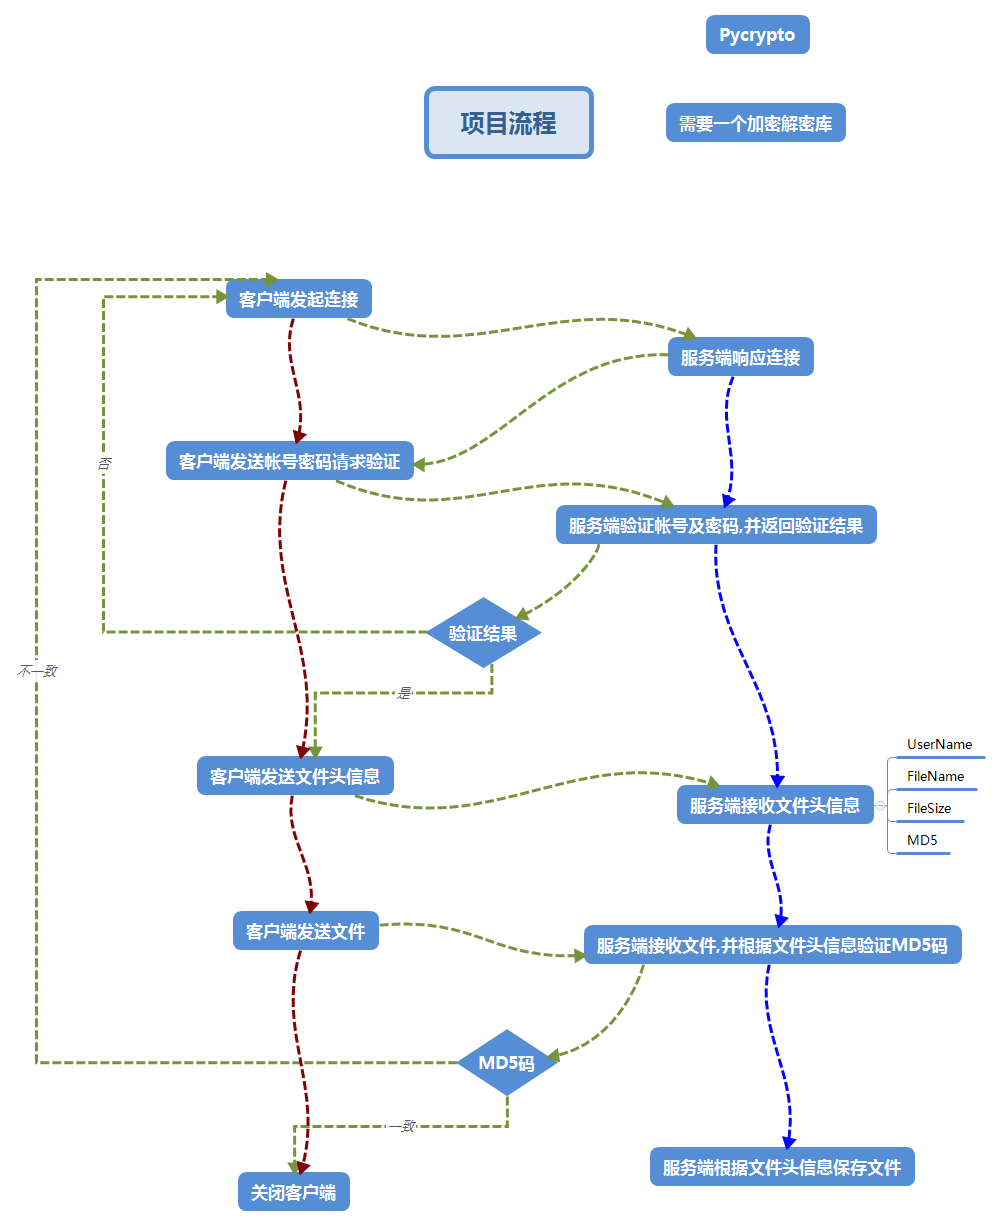 Pycrypto
项目流程
需要一个加密解密库
客户端发起连接
服务端响应连接
客户端发送帐号密码请求验证
否
服务端验证帐号及密码,并返回验证结果
验证结果
不一致
是
客户端发送文件头信息
服务端接收文件头信息
UserName
FileName
FileSize
MD5
客户端发送文件
服务端接收文件,并根据文件头信息验证MD5码
MD5码
一致
服务端根据文件头信息保存文件
关闭客户端